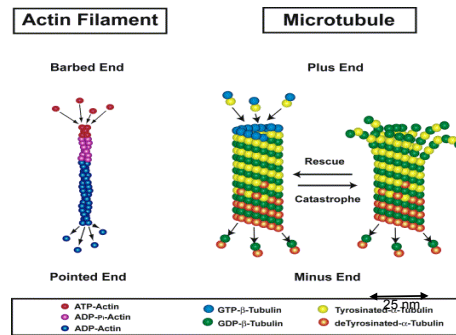 Actin Filament
Microtubule
Barbed End
Plus End
Rescue
Catastrophe
Pointed End
Minus End
25 nm
ATP-Actin
ADP-Pi-Actin
ADP-Actin
GTP-β-Tubulin
GDP-β-Tubulin
Tyrosinated-α-Tubulin
deTyrosinated-α-Tubulin